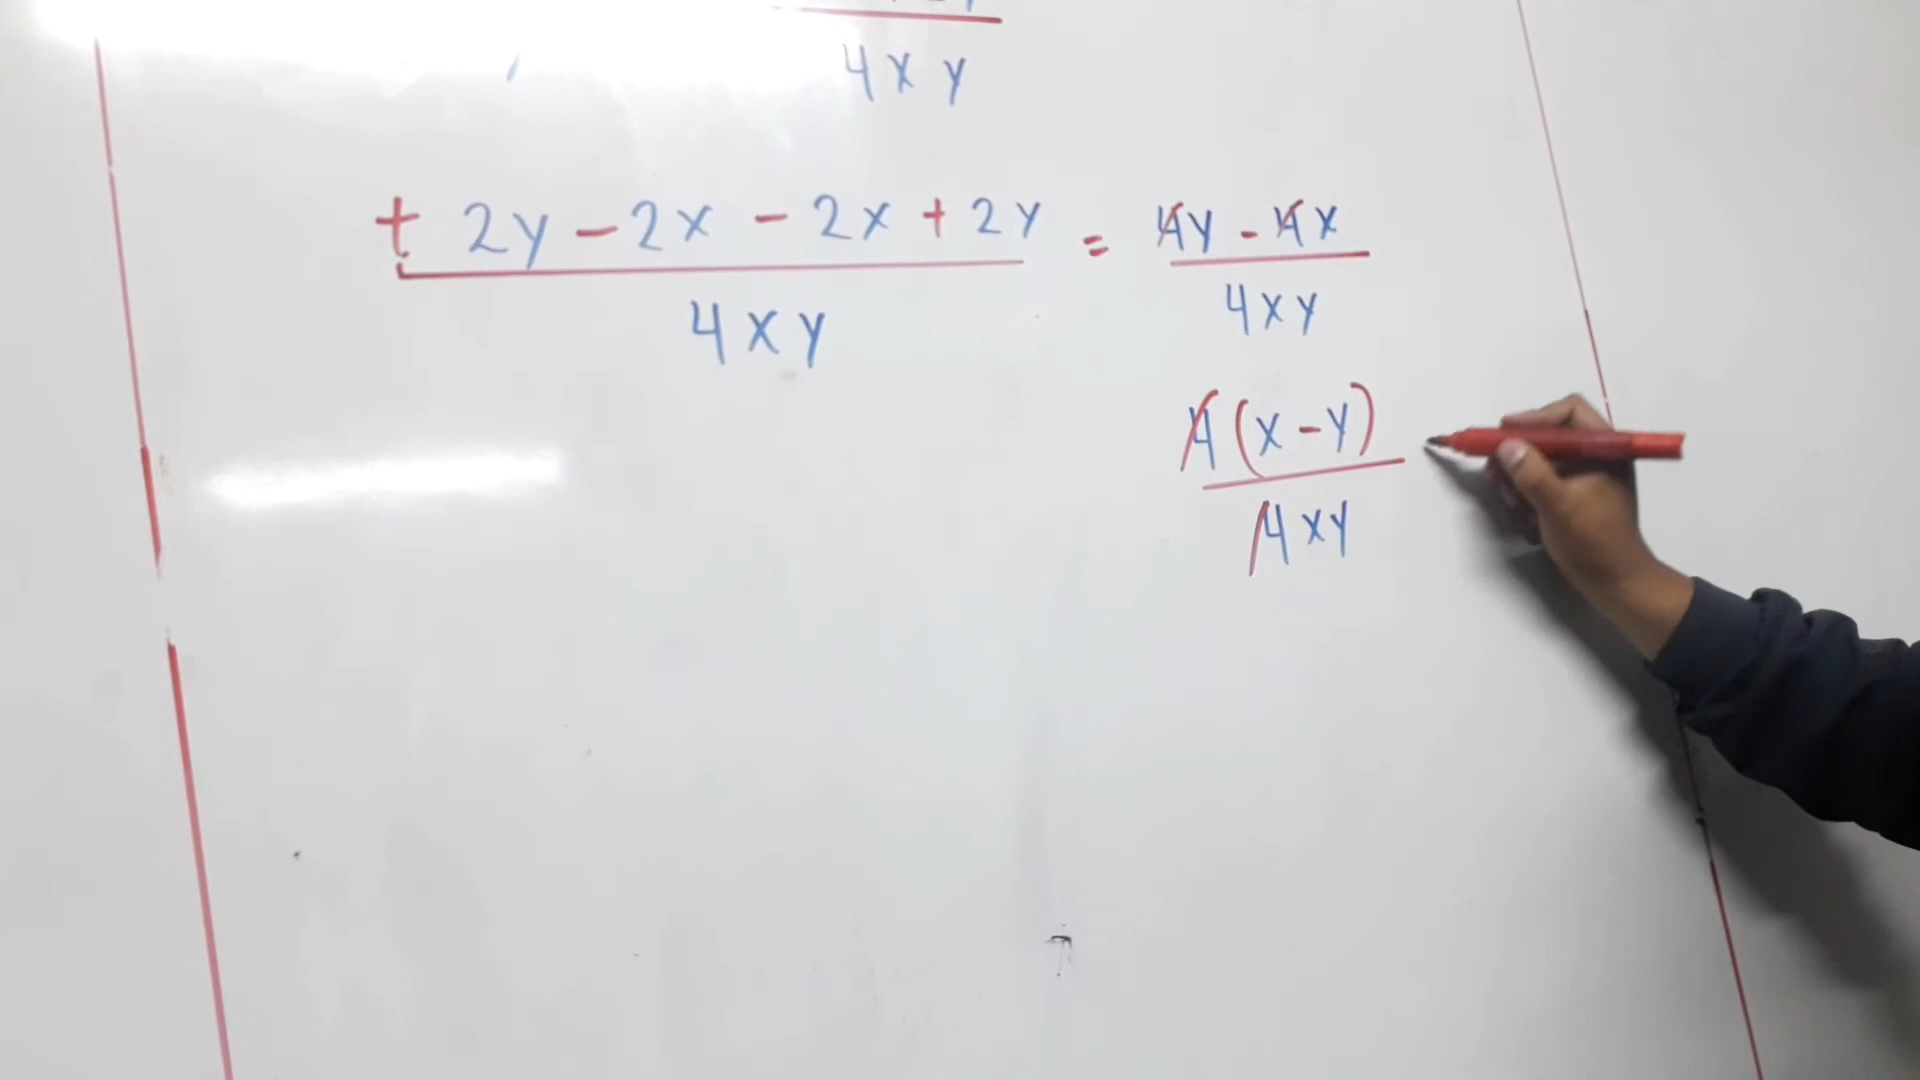 4xy
+ 2y - 2x - 2x + 2y = 4y - 4x
4xy 4xy
4(x-y)
4xy